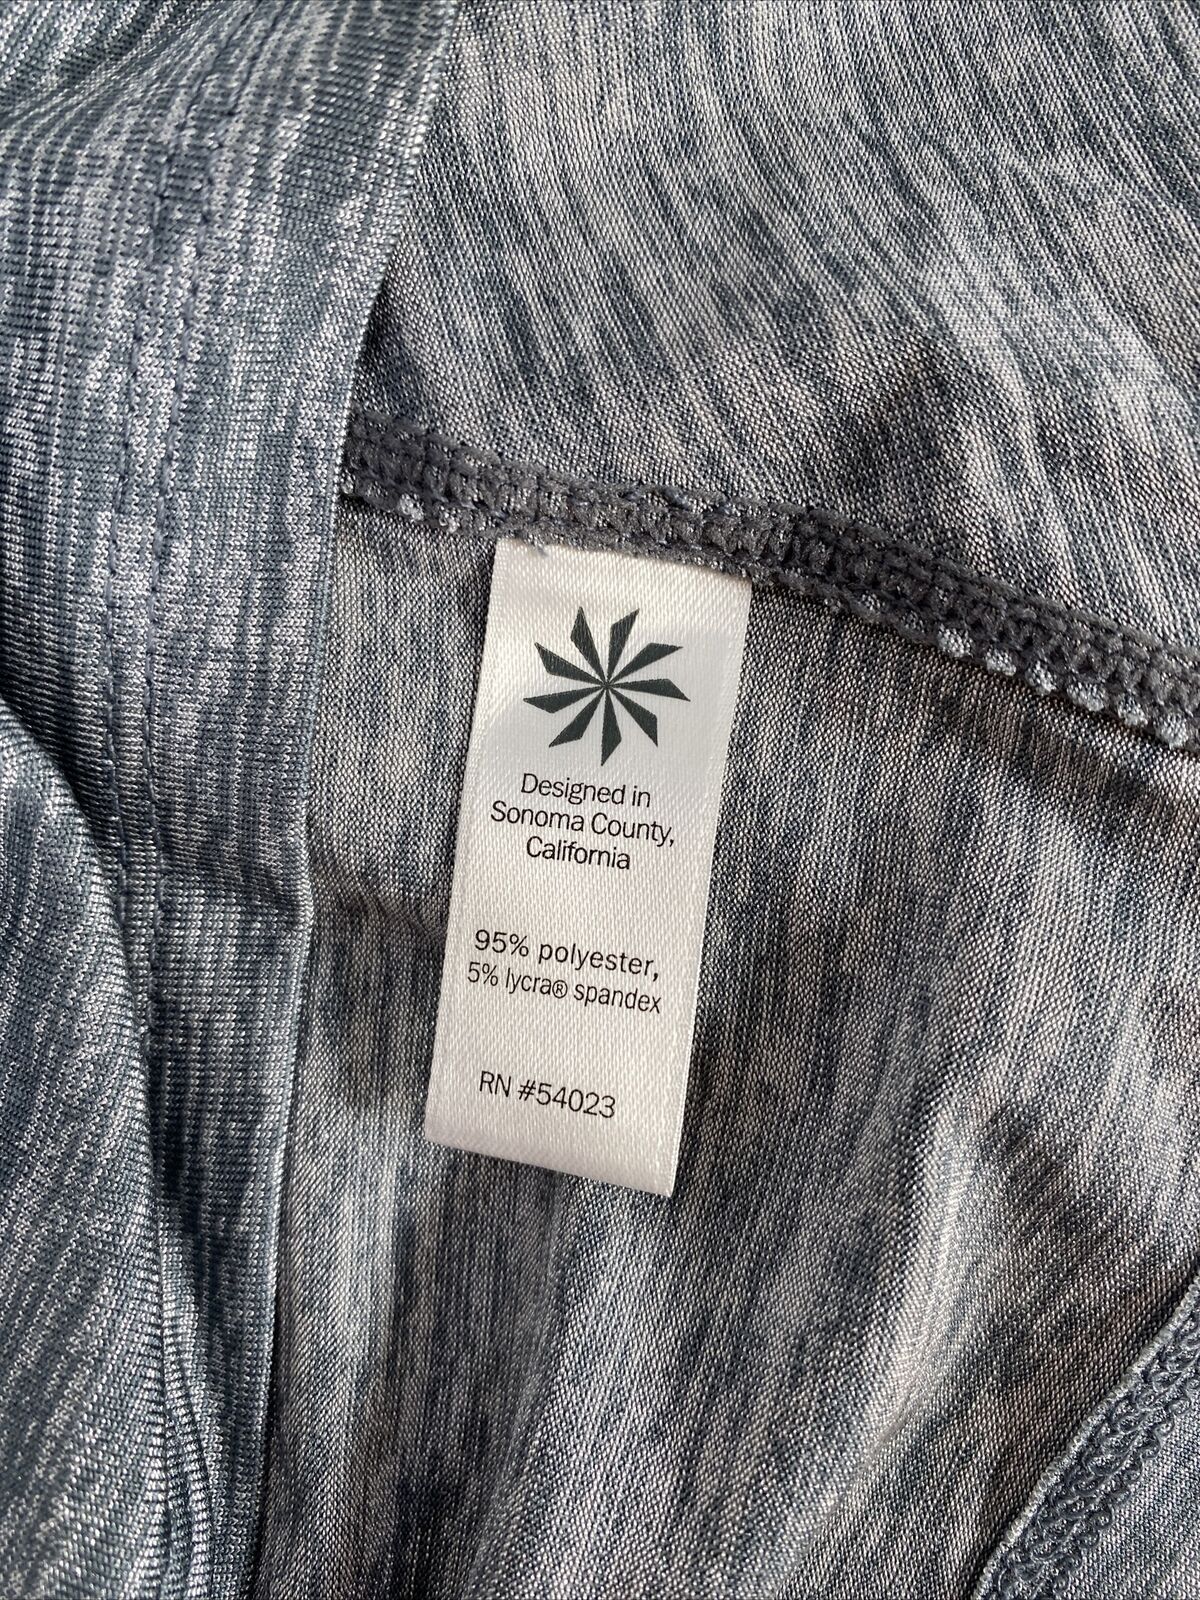 Designed in
Sonoma County,
California
95% polyester,
5% lycra® spandex
RN #54023